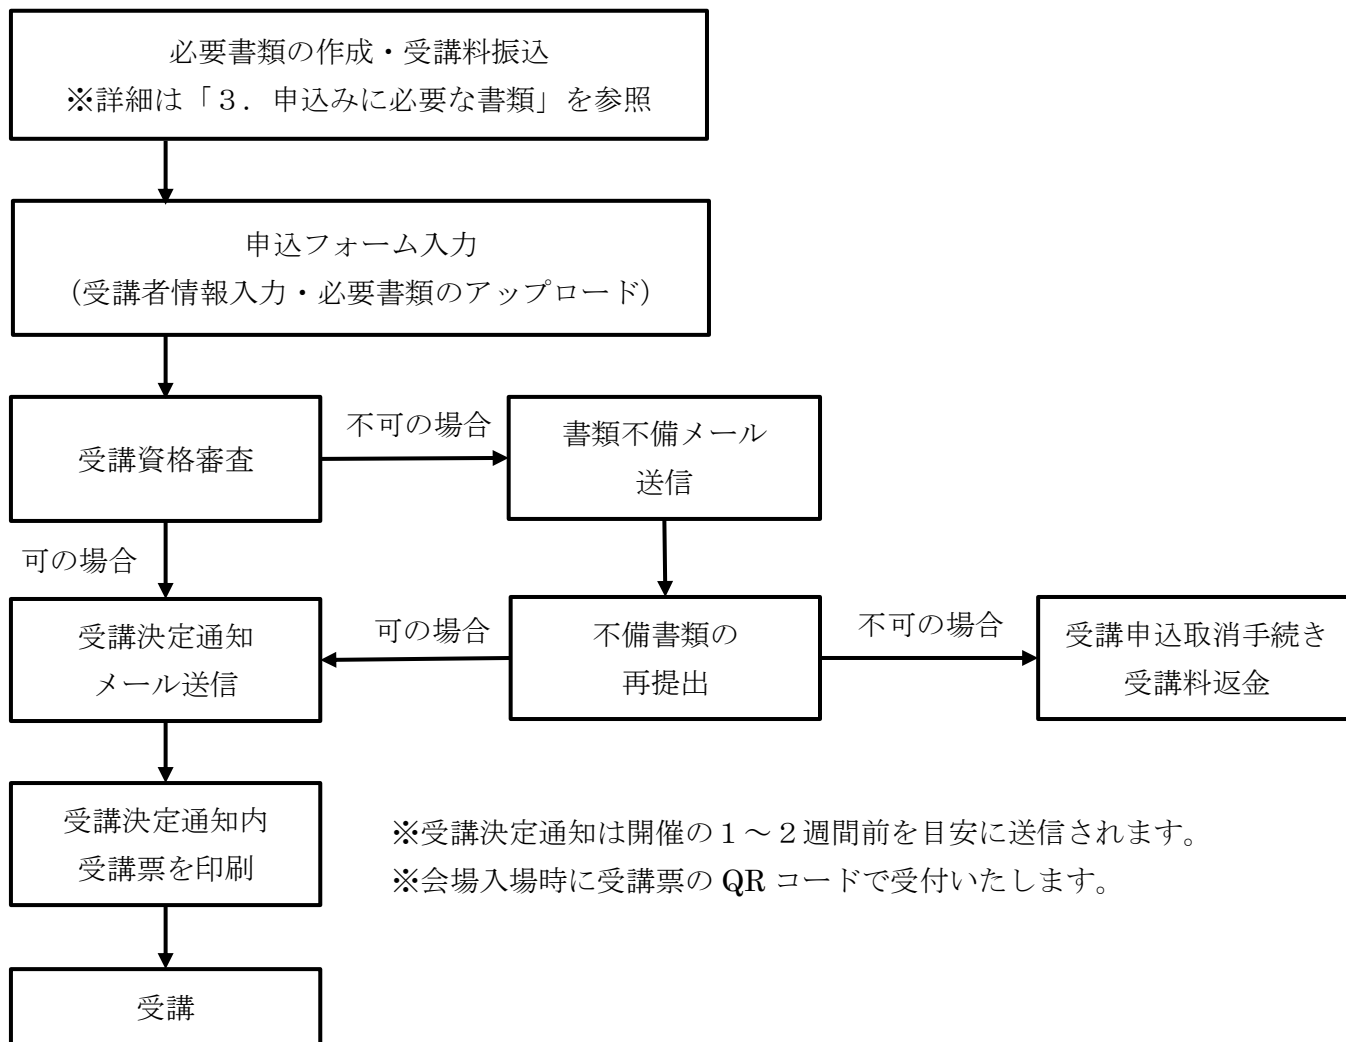 必要書類の作成・受講料振込
※詳細は「３．申込みに必要な書類」を参照
申込フォーム入力
（受講者情報入力・必要書類のアップロード）
受講資格審査
不可の場合
書類不備メール
送信
可の場合
受講決定通知
メール送信
可の場合
不備書類の
再提出
不可の場合
受講申込取消手続き
受講料返金
受講決定通知内
受講票を印刷
※受講決定通知は開催の１～２週間前を目安に送信されます。
※会場入場時に受講票の QR コードで受付いたします。
受講